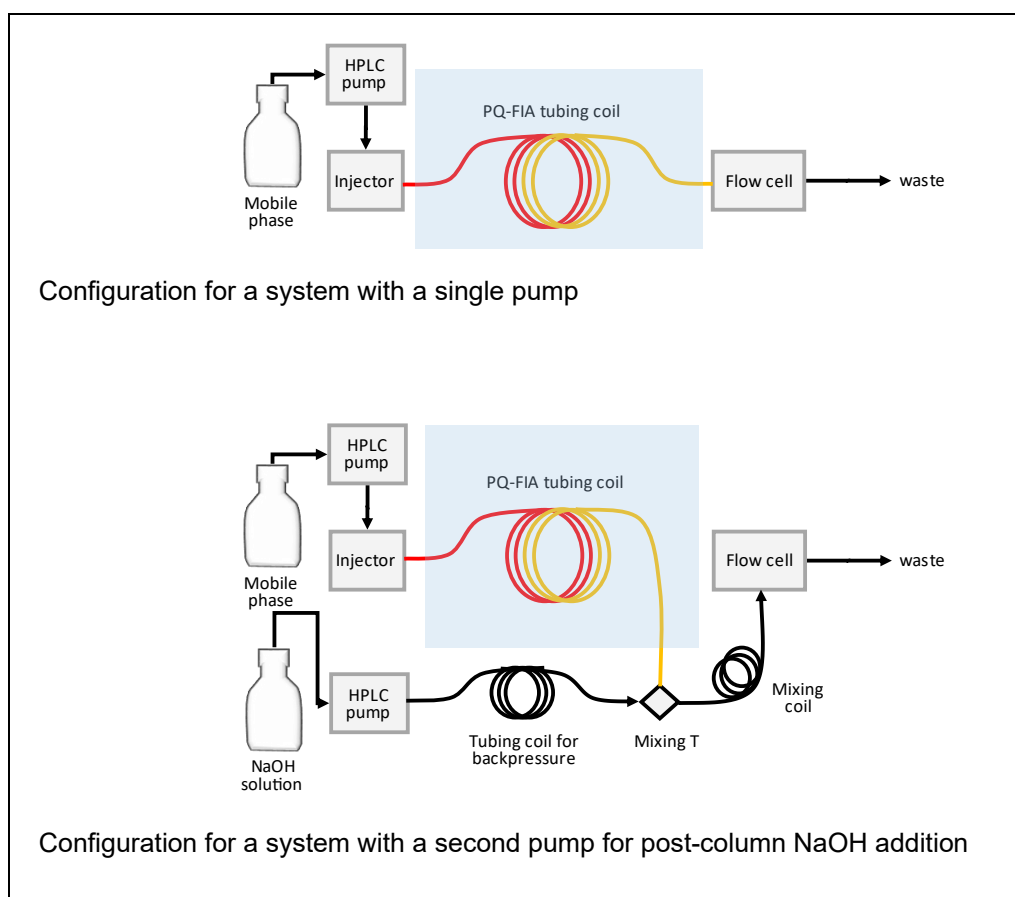 HPLC
pump
PQ-FIA tubing coil
Injector
Flow cell
waste
Mobile
phase
Configuration for a system with a single pump
HPLC
pump
PQ-FIA tubing coil
Injector
Flow cell
waste
Mobile
phase
HPLC
pump
Mixing
coil
Tubing coil for
backpressure
Mixing T
NaOH
solution
Configuration for a system with a second pump for post-column NaOH addition